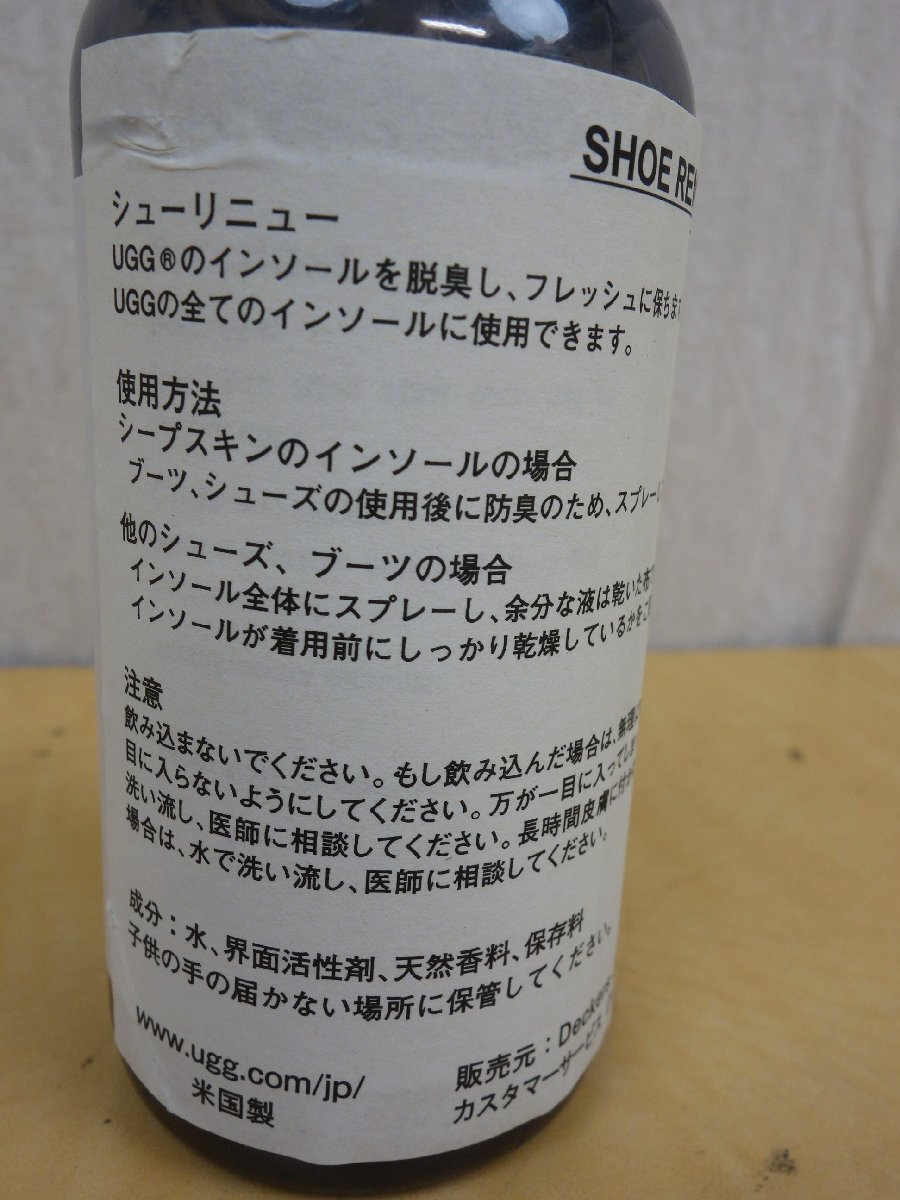 SHOE
シューリニュー
UGG®のインソールを脱臭し、フレッシュに保ちます
UGGの全てのインソールに使用できます。
使用方法
シープスキンのインソールの場合
ブーツ、シューズの使用後に防臭のため、スプレー
他のシューズ、ブーツの場合
インソール全体にスプレーし、余分な液は乾いた布
インソールが着用前にしっかり乾燥しているかをご
注意
飲み込まないでください。もし飲み込んだ場合は、無理に
目に入らないようにしてください。万が一目に入ってしま
洗い流し、医師に相談してください。長時間皮膚に付か
場合は、水で洗い流し、医師に相談してください。
成分：水、界面活性剤、天然香料、保存料
子供の手の届かない場所に保管してください。
www.ugg.com/jp/
米国製
販売元：Deckers
カスタマーサービス